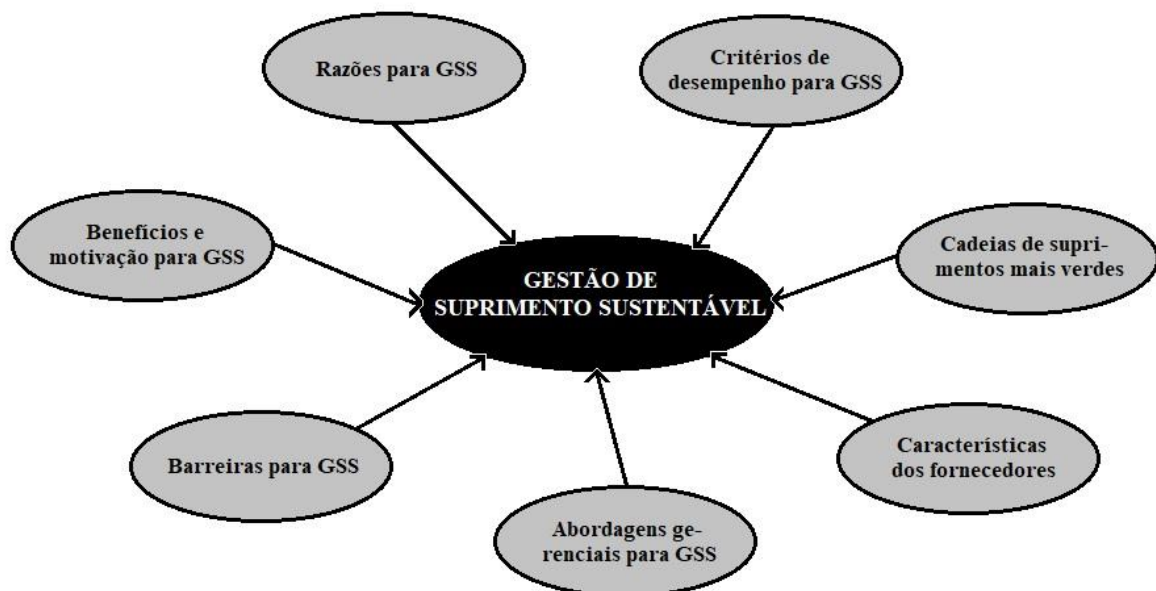 Razões para GSS
Critérios de
desempenho para GSS
Benefícios e
motivação para GSS
Cadeias de supri-
mentos mais verdes
GESTÃO DE
SUPRIMENTO SUSTENTÁVEL
Barreiras para GSS
Características
dos fornecedores
Abordagens ge-
renciais para GSS